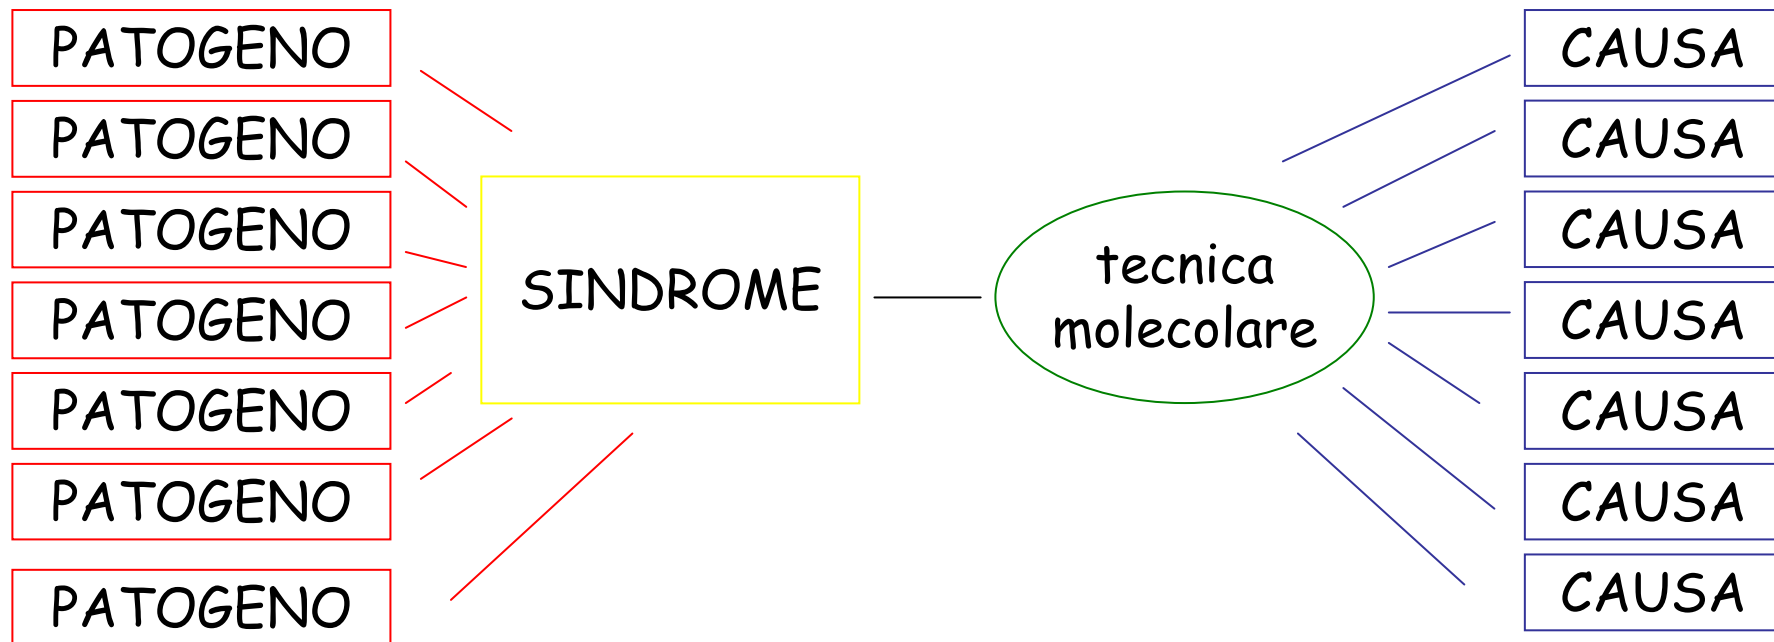 PATOGENO
PATOGENO
PATOGENO
PATOGENO
PATOGENO
PATOGENO
PATOGENO
SINDROME
tecnica
molecolare
CAUSA
CAUSA
CAUSA
CAUSA
CAUSA
CAUSA
CAUSA